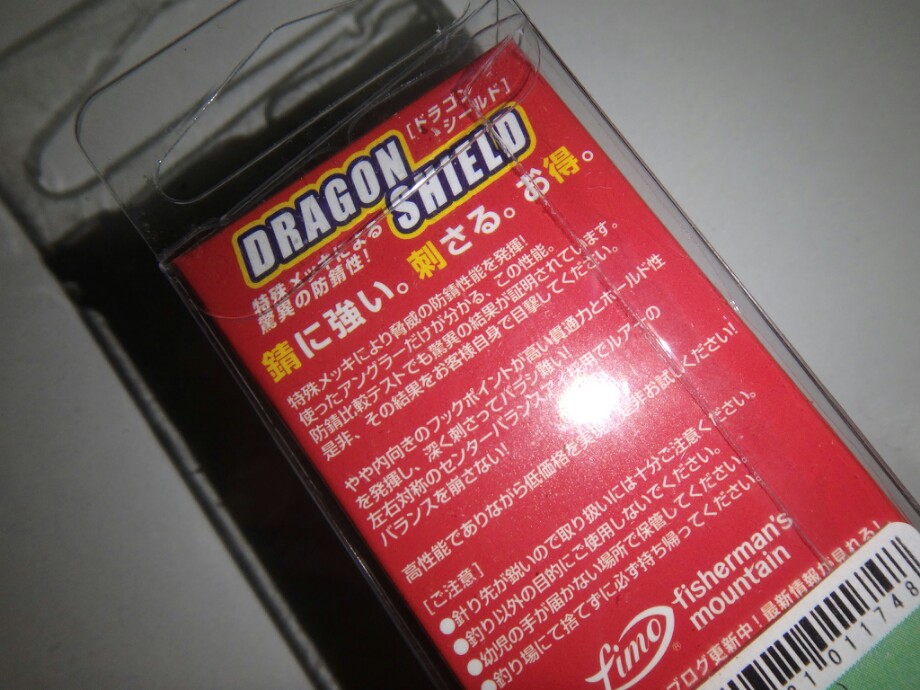 [ドラゴン
シールド]
DRAGON
SHIELD
特殊メッキによる
驚異の防錆性!
錆に強い。刺さる。お得。
特殊メッキにより脅威の防錆性能を発揮!
使ったアングラーだけが分かる、この性能。
防錆比較テストでも驚異の結果が証明されています。
是非、その結果をお客様自身で目撃してください。
やや内向きのフックポイントが高い貫通力とホールド性
を発揮し、深く刺さってバラシ難い!
左右対称のセンターバランス 用でルアーの
バランスを崩さない!
高性能でありながら低価格を 非お試しください!
[ご注意]
●針り先が鋭いので取り扱いには十分ご注意ください。
●釣り以外の目的にご使用しないでください。
●幼児の手が届かない場所で保管してください。
●釣り場にて捨てずに必ず持ち帰ってください。
fimo®
fisherman's
mountain
ブログ更新中!最新情報が見れる!
011748